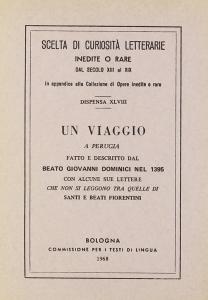 SCELTA DI CURIOSITÀ LETTERARIE
INEDITE O RARE
DAL SECOLO XIII al XIX
in appendice alla Collezione di Opere inedite o rare
DISPENSA XLVIII
UN VIAGGIO
A PERUGIA
FATTO E DESCRITTO DAL
BEATO GIOVANNI DOMINICI NEL 1395
CON ALCUNE SUE LETTERE
CHE NON SI LEGGONO TRA QUELLE DI
SANTI E BEATI FIORENTINI
BOLOGNA
COMMISSIONE PER I TESTI DI LINGUA
1968